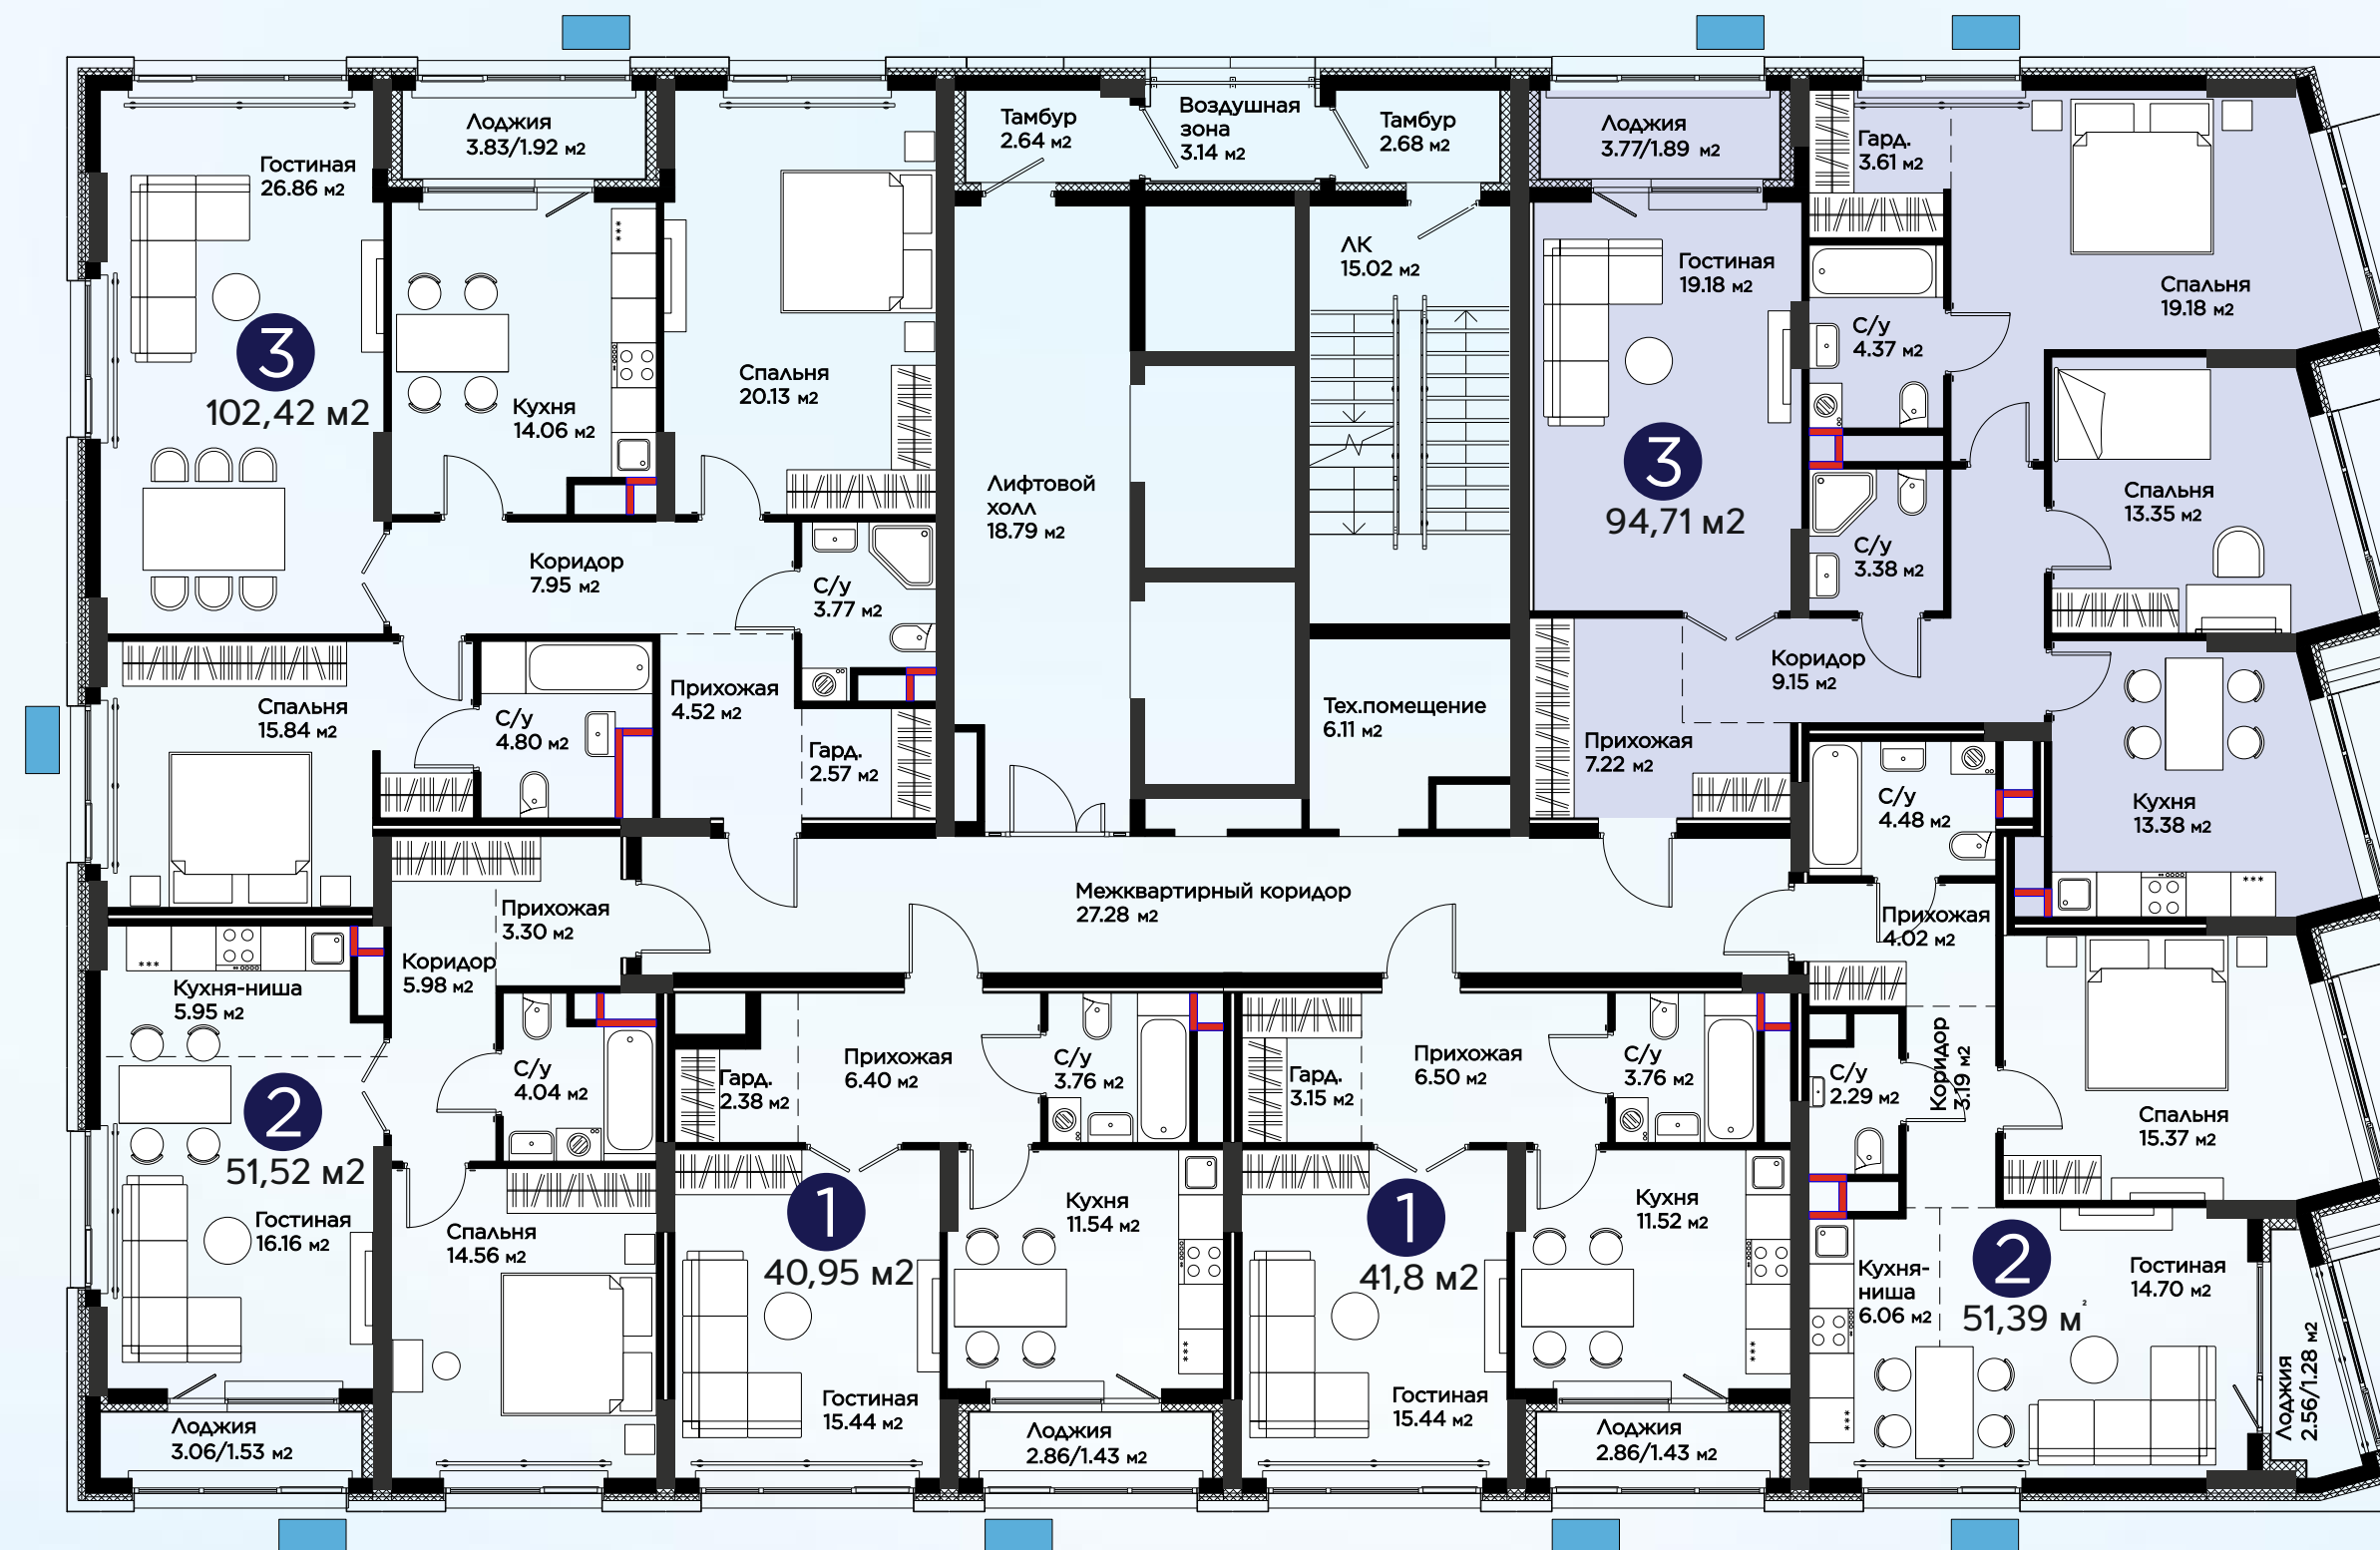 Гостиная
26.86 м2
3
102,42 м2
Лоджия
3.83/1.92 м2
Кухня
14.06 м2
Спальня
20.13 м2
Тамбур
2.64 м2
Воздушная
зона
3.14 м2
Тамбур
2.68 м2
ЛК
15.02 м2
Лифтовой
холл
18.79 м2
Тех.помещение
6.11 м2
Лоджия
3.77/1.89 м2
Гостиная
19.18 м2
3
94,71 м2
Гард.
3.61 м2
Спальня
19.18 м2
С/у
4.37 м2
С/у
3.38 м2
Спальня
13.35 м2
Коридор
9.15 м2
Прихожая
7.22 м2
Кухня
13.38 м2
Коридор
7.95 м2
С/у
3.77 м2
Прихожая
4.52 м2
Гард.
2.57 м2
Спальня
15.84 м2
С/у
4.80 м2
Межквартирный коридор
27.28 м2
Прихожая
3.30 м2
Коридор
5.98 м2
Кухня-ниша
5.95 м2
С/у
4.04 м2
2
51,52 м2
Гостиная
16.16 м2
Спальня
14.56 м2
Лоджия
3.06/1.53 м2
Гард.
2.38 м2
Прихожая
6.40 м2
С/у
3.76 м2
1
40,95 м2
Кухня
11.54 м2
Гостиная
15.44 м2
Лоджия
2.86/1.43 м2
Гард.
3.15 м2
Прихожая
6.50 м2
С/у
3.76 м2
1
41,8 м2
Кухня
11.52 м2
Гостиная
15.44 м2
Лоджия
2.86/1.43 м2
С/у
4.48 м2
Прихожая
4.02 м2
С/у
2.29 м2
Коридор
3.19 м2
Спальня
15.37 м2
2
51,39 м²
Кухня-
ниша
6.06 м2
Гостиная
14.70 м2
Лоджия
2.56/1.28 м2